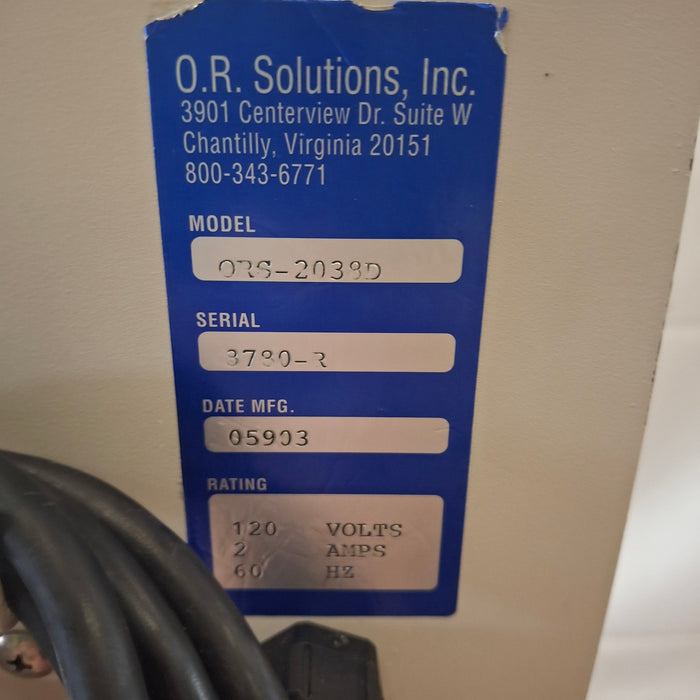 O.R. Solutions, Inc.
3901 Centerview Dr. Suite W
Chantilly, Virginia 20151
800-343-6771
MODEL
ORS-2038D
SERIAL
DATE MFG.
05903
RATING
120 VOLTS
2 AMPS
60 HZ